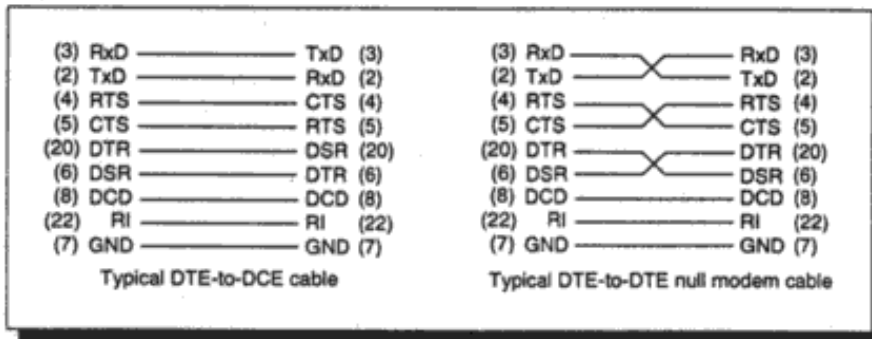 (3) RxD TxD (3)
(2) TxD RxD (2)
(4) RTS CTS (4)
(5) CTS RTS (5)
(20) DTR DSR (20)
(6) DSR DTR (6)
(8) DCD DCD (8)
(22) RI RI (22)
(7) GND GND (7)
Typical DTE-to-DCE cable
(3) RxD RxD (3)
(2) TxD TxD (2)
(4) RTS RTS (4)
(5) CTS CTS (5)
(20) DTR DTR (20)
(6) DSR DSR (6)
(8) DCD DCD (8)
(22) RI RI (22)
(7) GND GND (7)
Typical DTE-to-DTE null modem cable